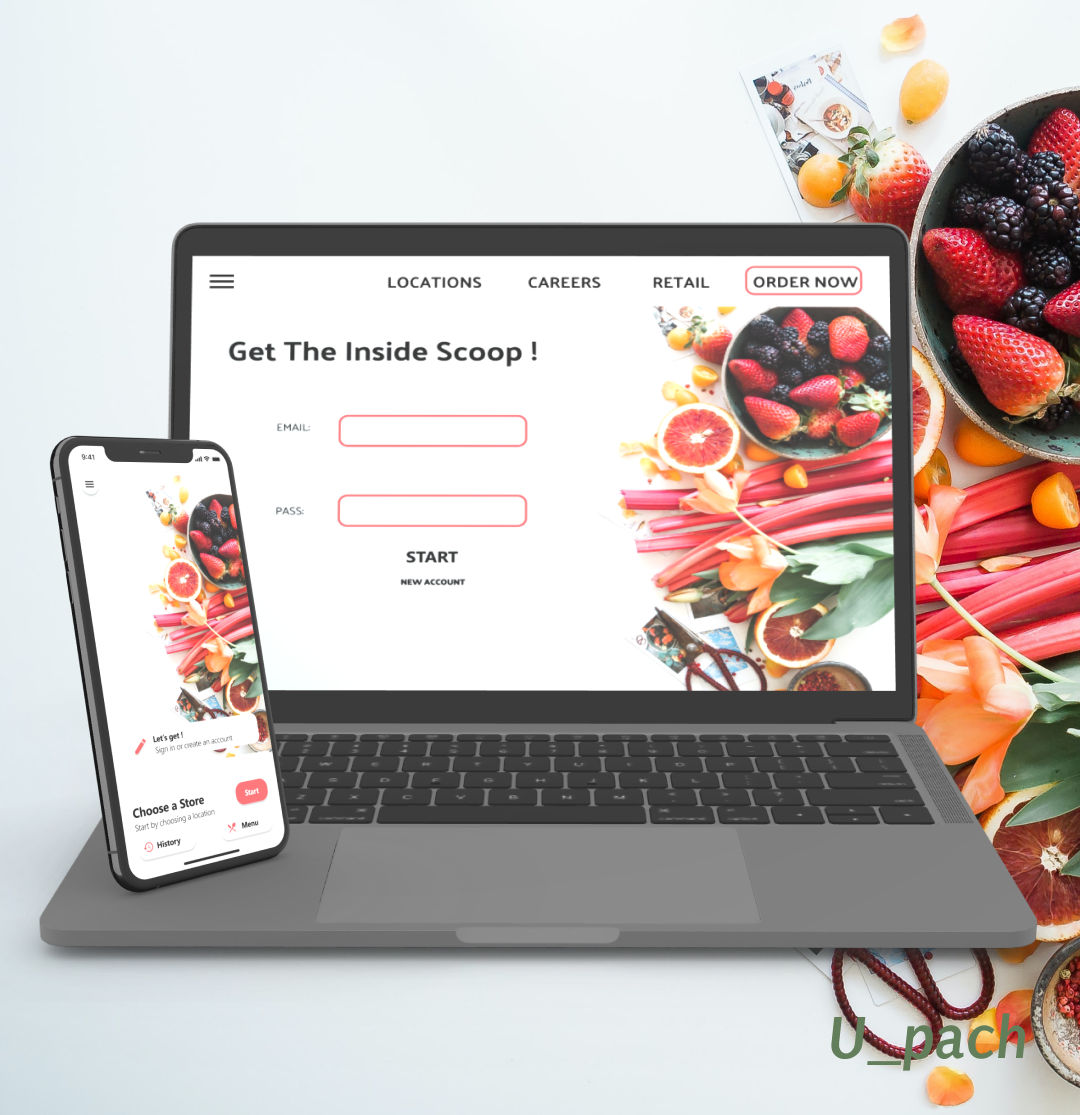 LOCATIONS CAREERS RETAIL ORDER NOW
Get The Inside Scoop !
EMAIL:
PASS:
START
NEW ACCOUNT
9:41
Let's get !
Sign in or create an account
Choose a Store
Start by choosing a location
Start
History
Menu
U_pach